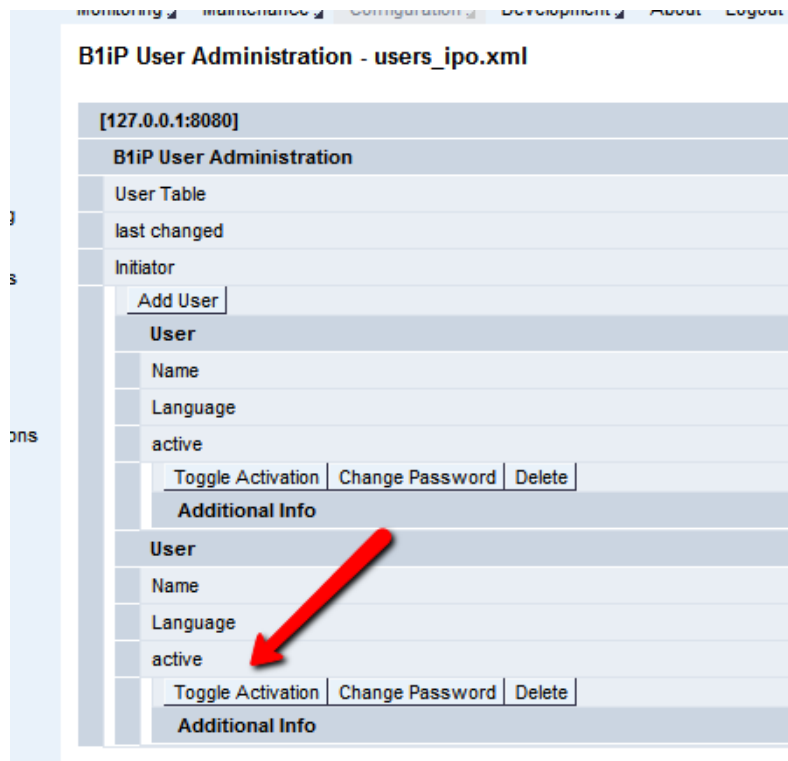 Monitoring Maintenance Configuration Development About Logout
B1iP User Administration - users_ipo.xml
[127.0.0.1:8080]
B1iP User Administration
User Table
last changed
Initiator
Add User
User
Name
Language
active
Toggle Activation Change Password Delete
Additional Info
User
Name
Language
active
Toggle Activation Change Password Delete
Additional Info